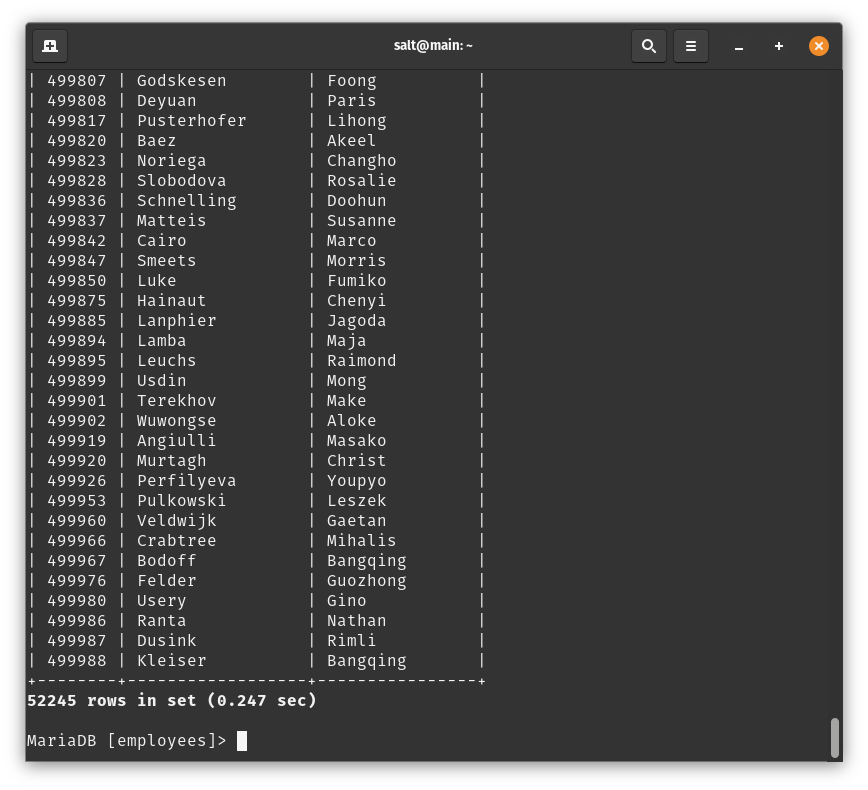 salt@main: ~
| 499807 | Godskesen        | Foong          |
| 499808 | Deyuan           | Paris          |
| 499817 | Pusterhofer      | Lihong         |
| 499820 | Baez             | Akeel          |
| 499823 | Noriega          | Changho        |
| 499828 | Slobodova        | Rosalie        |
| 499836 | Schnelling       | Doohun         |
| 499837 | Matteis          | Susanne        |
| 499842 | Cairo            | Marco          |
| 499847 | Smeets           | Morris         |
| 499850 | Luke             | Fumiko         |
| 499875 | Hainaut          | Chenyi         |
| 499885 | Lanphier         | Jagoda         |
| 499894 | Lamba            | Maja           |
| 499895 | Leuchs           | Raimond        |
| 499899 | Usdin            | Mong           |
| 499901 | Terekhov         | Make           |
| 499902 | Wuwongse         | Aloke          |
| 499919 | Angiulli         | Masako         |
| 499920 | Murtagh          | Christ         |
| 499926 | Perfilyeva       | Youpyo         |
| 499953 | Pulkowski        | Leszek         |
| 499960 | Veldwijk         | Gaetan         |
| 499966 | Crabtree         | Mihalis        |
| 499967 | Bodoff           | Bangqing       |
| 499976 | Felder           | Guozhong       |
| 499980 | Usery            | Gino           |
| 499986 | Ranta            | Nathan         |
| 499987 | Dusink           | Rimli          |
| 499988 | Kleiser          | Bangqing       |
+--------+------------------+----------------+
52245 rows in set (0.247 sec)
MariaDB [employees]>